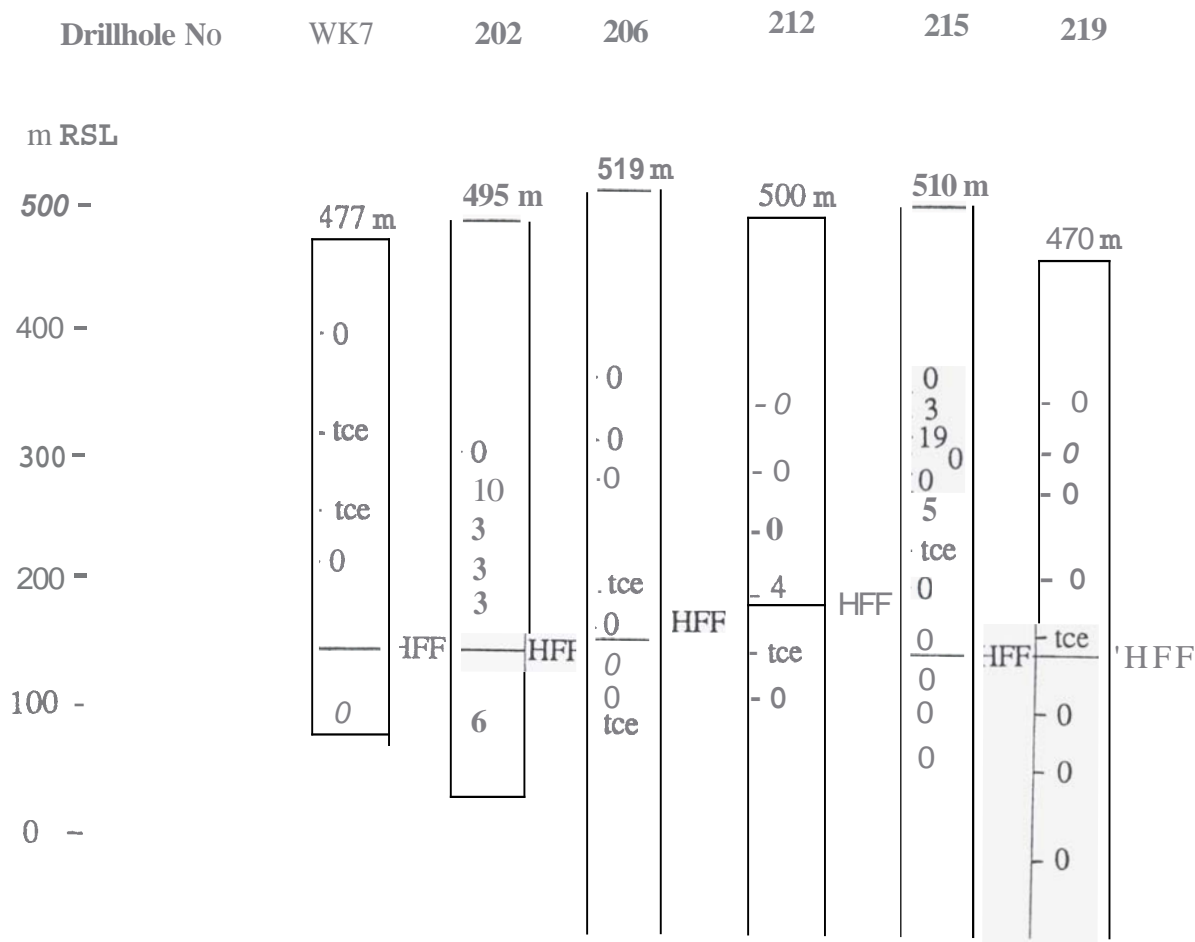 Drillhole No WK7 202 206 212 215 219
m RSL
519 m
500 – 495 m 500 m 510 m
477 m
470 m
400 – 0
0 0
- 0 3 - 0
- tce 0 19
300 – 0 - 0 0 - 0
10 0 0 - 0
tce 3 - 0 5
0 3 tce
200 – 3 tce 4 0 - 0
HFF
0 HFF 0 tce
HFF HFF 0 - tce HFF 'HFF
0 0
100 - 0 6 0 - 0 0 - 0
tce
0 - 0
0 –
- 0